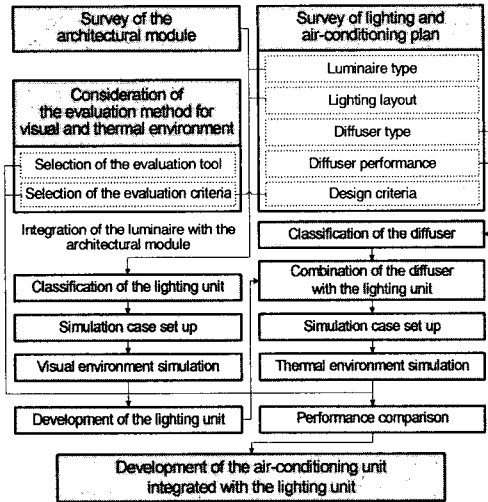 Survey of the
architectural module
Survey of lighting and
air-conditioning plan
Luminaire type
Lighting layout
Diffuser type
Diffuser performance
Design criteria
Consideration of
the evaluation method for
visual and thermal environment
Selection of the evaluation tool
Selection of the evaluation criteria
Integration of the luminaire with the
architectural module
Classification of the lighting unit
Simulation case set up
Visual environment simulation
Development of the lighting unit
Classification of the diffuser
Combination of the diffuser
with the lighting unit
Simulation case set up
Thermal environment simulation
Performance comparison
Development of the air-conditioning unit
integrated with the lighting unit